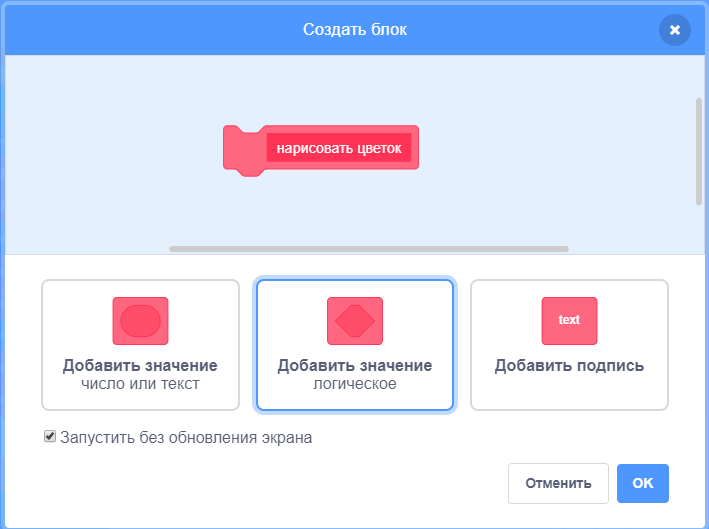 Создать блок
нарисовать цветок
Добавить значение
число или текст
Добавить значение
логическое
text
Добавить подпись
Запустить без обновления экрана
Отменить
OK